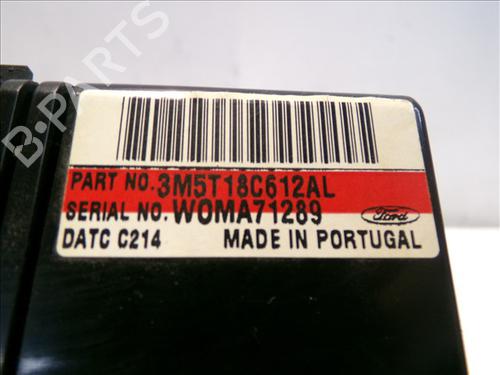 B-PARTS
PART NO. 3M5T18C612AL
SERIAL NO. WOMA71289
DATC C214 MADE IN PORTUGAL
Ford